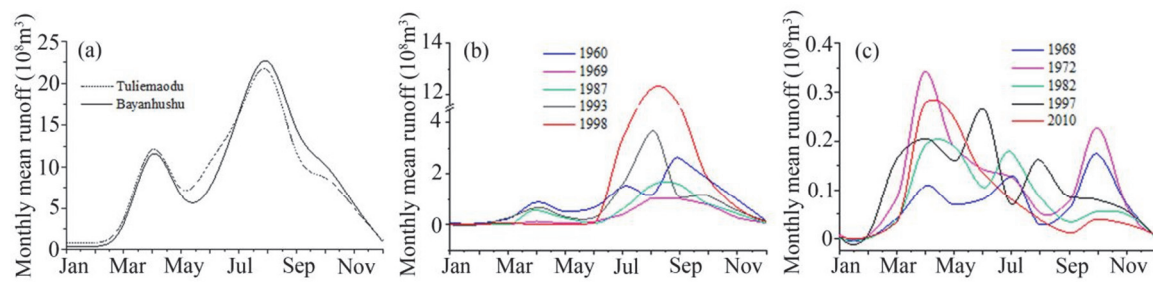 (a)
Monthly mean runoff (10⁸m³)
25
20
15
10
5
0
Tuliemaodu
Bayanhushu
Jan Mar May Jul Sep Nov
(b)
Monthly mean runoff (10⁸m³)
14
12
4
2
0
1960
1969
1987
1993
1998
Jan Mar May Jul Sep Nov
(c)
Monthly mean runoff (10⁸m³)
0.4
0.3
0.2
0.1
0
1968
1972
1982
1997
2010
Jan Mar May Jul Sep Nov